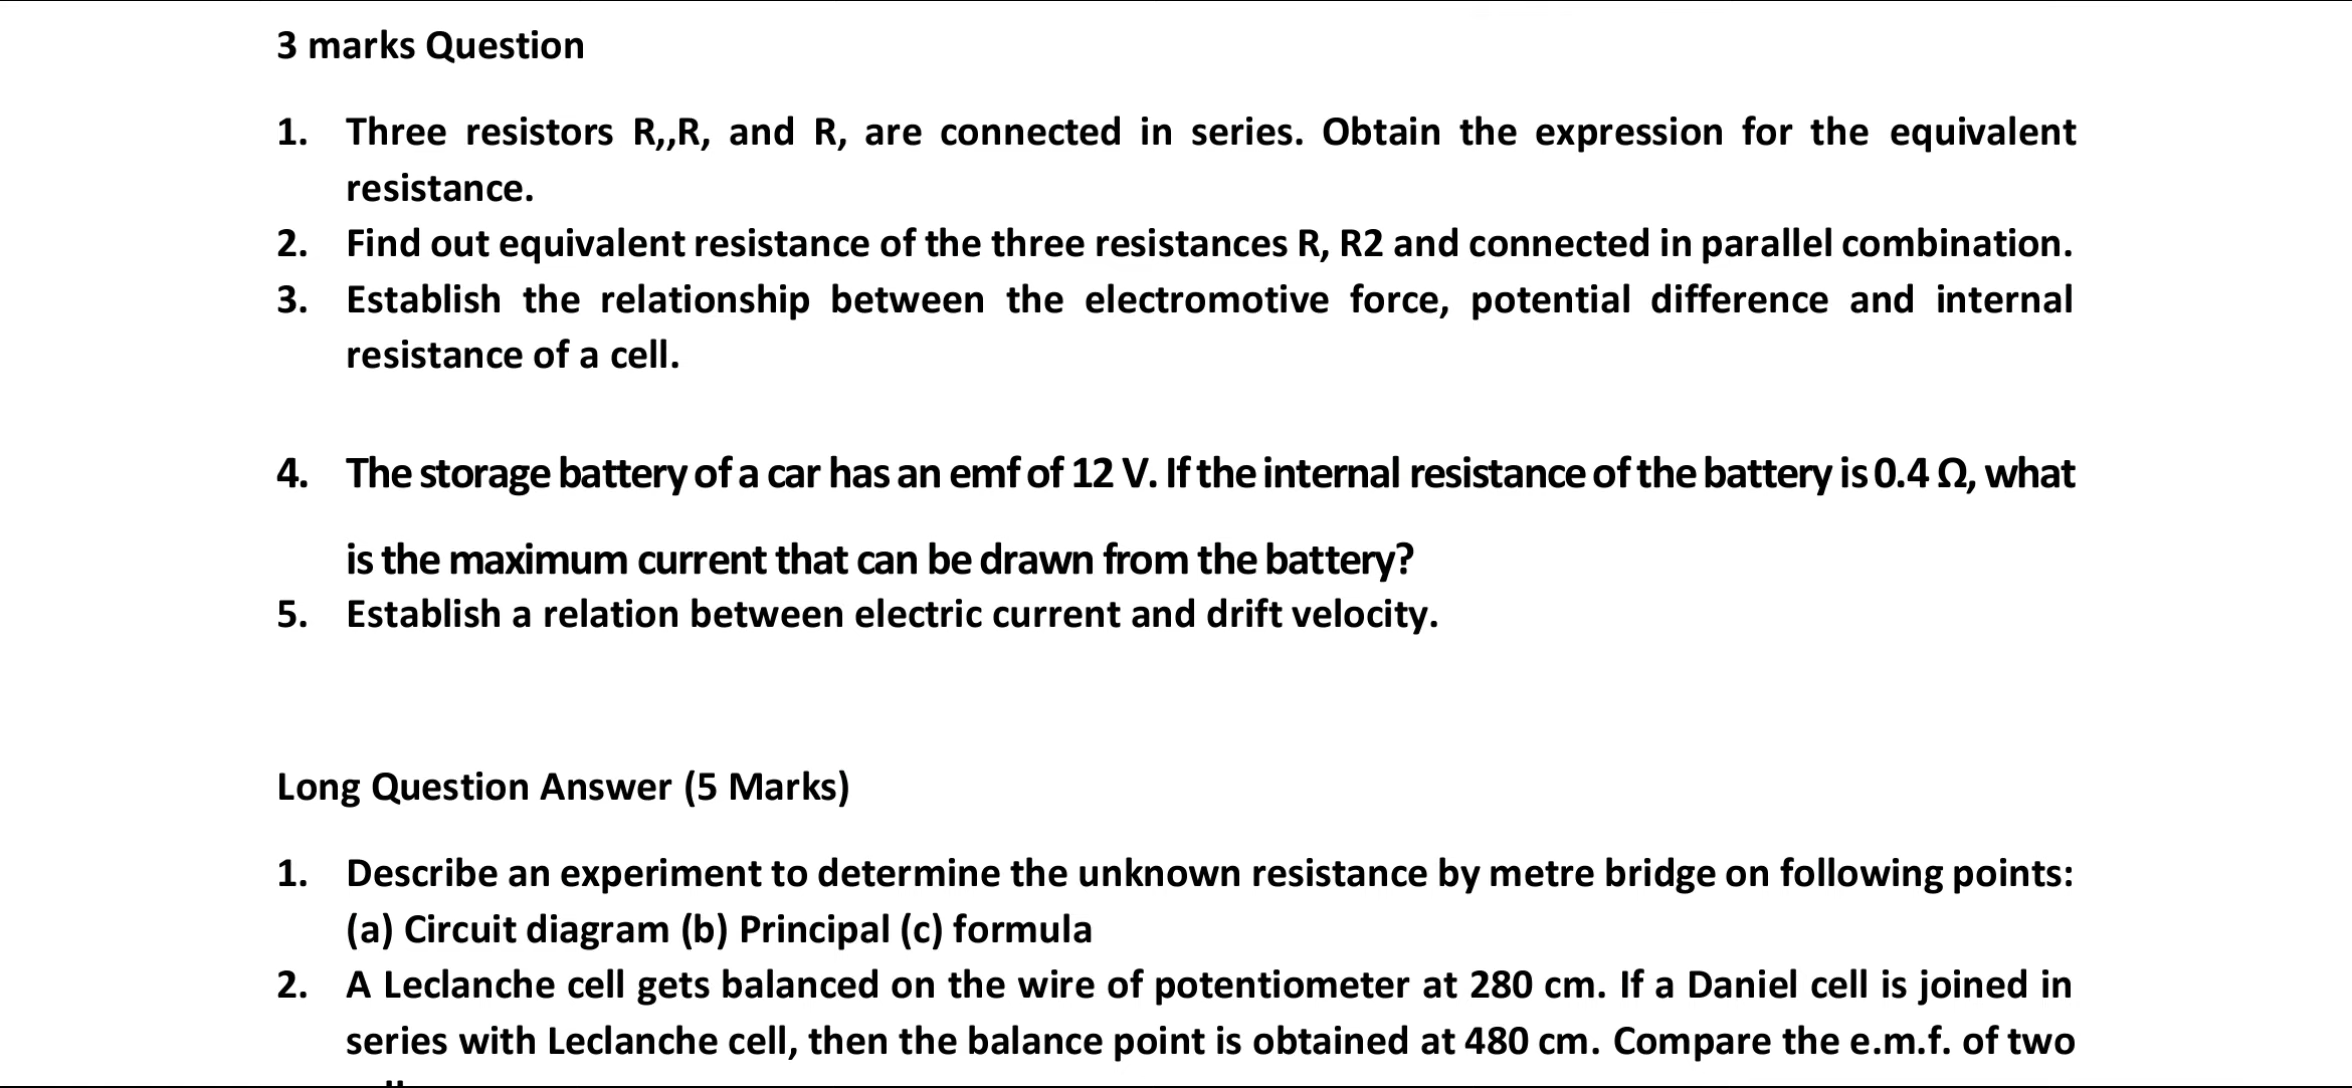 3 marks Question
1. Three resistors R,,R, and R, are connected in series. Obtain the expression for the equivalent
resistance.
2. Find out equivalent resistance of the three resistances R, R2 and connected in parallel combination.
3. Establish the relationship between the electromotive force, potential difference and internal
resistance of a cell.
4. The storage battery of a car has an emf of 12 V. If the internal resistance of the battery is 0.4 Ω, what
is the maximum current that can be drawn from the battery?
5. Establish a relation between electric current and drift velocity.
Long Question Answer (5 Marks)
1. Describe an experiment to determine the unknown resistance by metre bridge on following points:
(a) Circuit diagram (b) Principal (c) formula
2. A Leclanche cell gets balanced on the wire of potentiometer at 280 cm. If a Daniel cell is joined in
series with Leclanche cell, then the balance point is obtained at 480 cm. Compare the e.m.f. of two